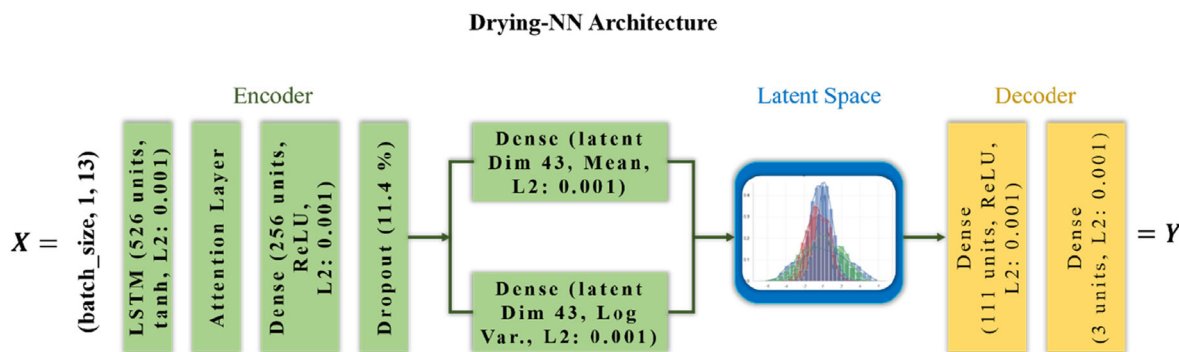 Drying-NN Architecture
Encoder
Latent Space
Decoder
X =
(batch_size, 1, 13)
LSTM (526 units,
tanh, L2: 0.001)
Attention Layer
Dense (256 units,
ReLU,
L2: 0.001)
Dropout (11.4 %)
Dense (latent
Dim 43, Mean,
L2: 0.001)
Dense (latent
Dim 43, Log
Var., L2: 0.001)
Dense
(111 units, ReLU,
L2: 0.001)
Dense
(3 units, L2: 0.001)
= Y